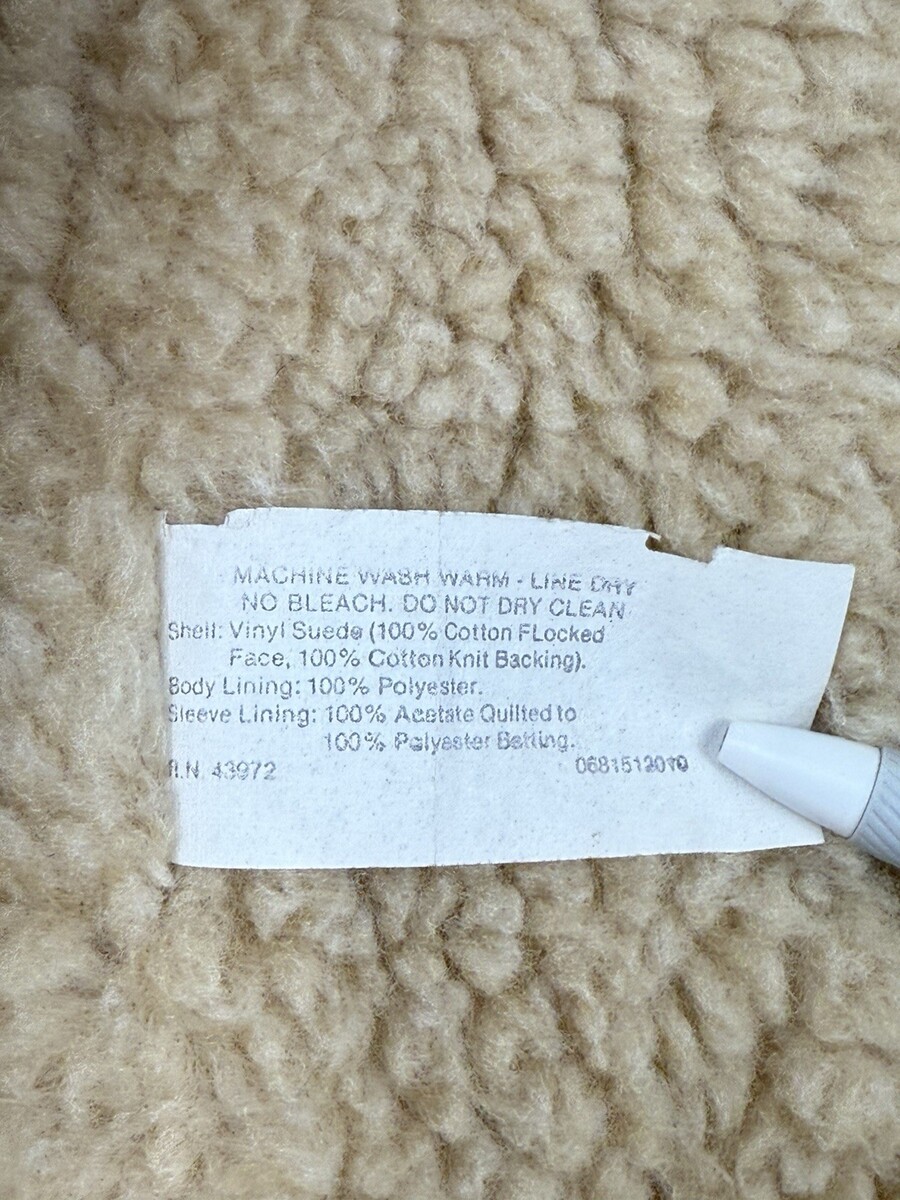 MACHINE WASH WARM - LINE DRY
NO BLEACH. DO NOT DRY CLEAN
Shell: Vinyl Suede (100% Cotton FLocked
Face, 100% Cotton Knit Backing).
Body Lining: 100% Polyester.
Sleeve Lining: 100% Acetate Quilted to
100% Polyester Batting.
R.N. 43972